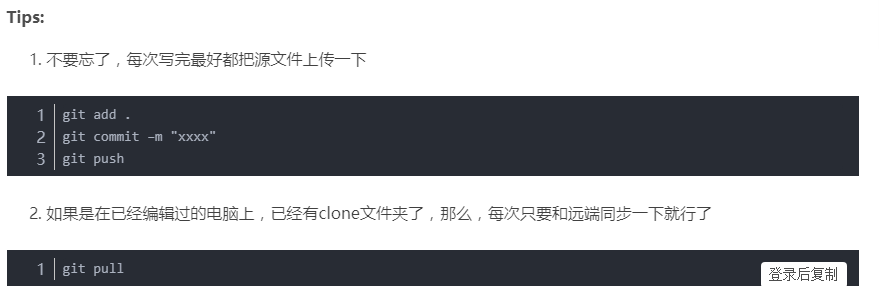 Tips:
1. 不要忘了，每次写完最好都把源文件上传一下
1 git add .
2 git commit –m "xxxx"
3 git push
2. 如果是在已经编辑过的电脑上，已经有clone文件夹了，那么，每次只要和远端同步一下就行了
1 git pull
登录后复制